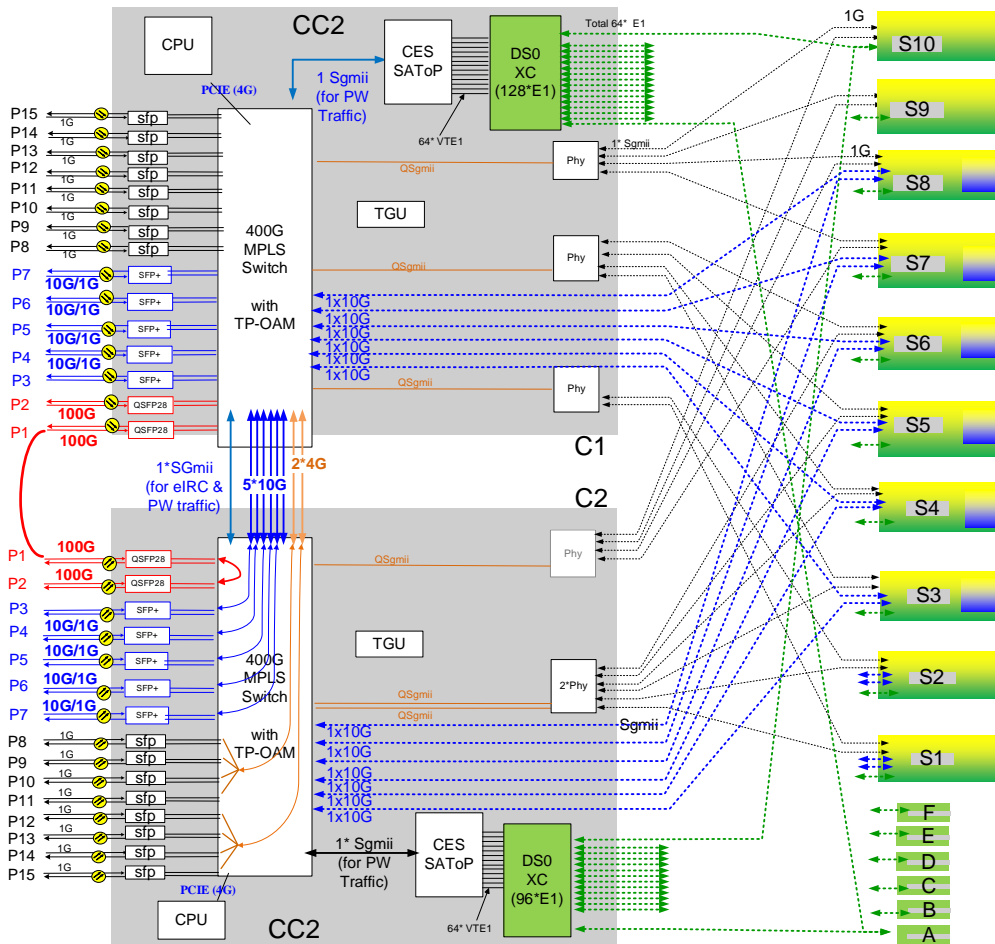 CC2
CPU
PCIE (4G)
1 Sgmii
(for PW
Traffic)
CES
SAToP
64* VTE1
DS0
XC
(128*E1)
Total 64* E1
P15
1G
sfp
P14
1G
sfp
P13
1G
sfp
P12
1G
sfp
P11
1G
sfp
P10
1G
sfp
P9
1G
sfp
P8
1G
sfp
P7
10G/1G
SFP+
P6
10G/1G
SFP+
P5
10G/1G
SFP+
P4
10G/1G
SFP+
P3
SFP+
P2
100G
QSFP28
P1
100G
QSFP28
400G
MPLS
Switch
with
TP-OAM
QSgmii
Phy
1* Sgmii
TGU
QSgmii
Phy
1x10G
1x10G
1x10G
1x10G
1x10G
1x10G
QSgmii
Phy
C1
1*SGmii
(for eIRC &
PW traffic)
5*10G
2*4G
C2
P1
100G
QSFP28
P2
100G
QSFP28
P3
10G/1G
SFP+
P4
10G/1G
SFP+
P5
10G/1G
SFP+
P6
10G/1G
SFP+
P7
10G/1G
SFP+
P8
1G
sfp
P9
1G
sfp
P10
1G
sfp
P11
1G
sfp
P12
1G
sfp
P13
1G
sfp
P14
1G
sfp
P15
1G
sfp
400G
MPLS
Switch
with
TP-OAM
QSgmii
Phy
TGU
QSgmii
QSgmii
2*Phy
Sgmii
1x10G
1x10G
1x10G
1x10G
1x10G
1x10G
PCIE (4G)
CPU
CC2
1* Sgmii
(for PW
Traffic)
CES
SAToP
64* VTE1
DS0
XC
(96*E1)
1G
S10
S9
1G
S8
S7
S6
S5
S4
S3
S2
S1
F
E
D
C
B
A